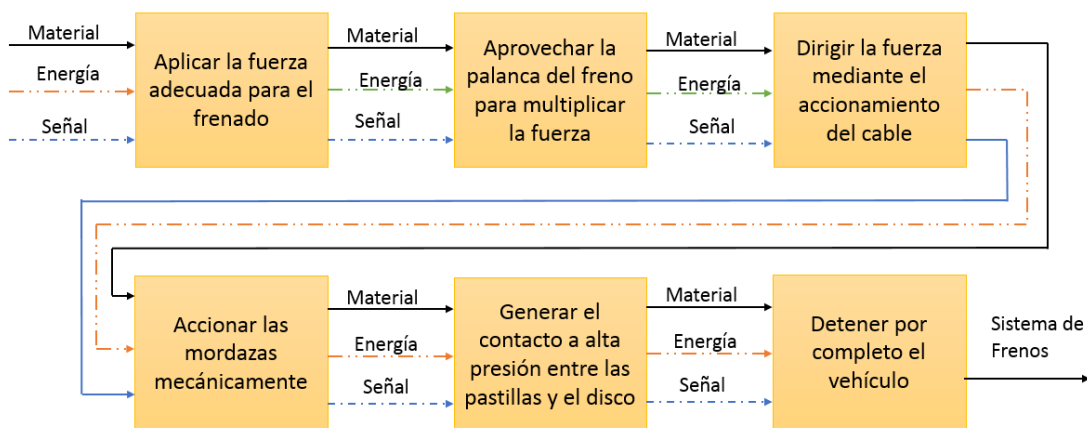 Material
Energía
Señal
Aplicar la fuerza
adecuada para el
frenado
Material
Energía
Señal
Aprovechar la
palanca del freno
para multiplicar
la fuerza
Material
Energía
Señal
Dirigir la fuerza
mediante el
accionamiento
del cable
Accionar las
mordazas
mecánicamente
Material
Energía
Señal
Generar el
contacto a alta
presión entre las
pastillas y el disco
Material
Energía
Señal
Detener por
completo el
vehículo
Sistema de
Frenos